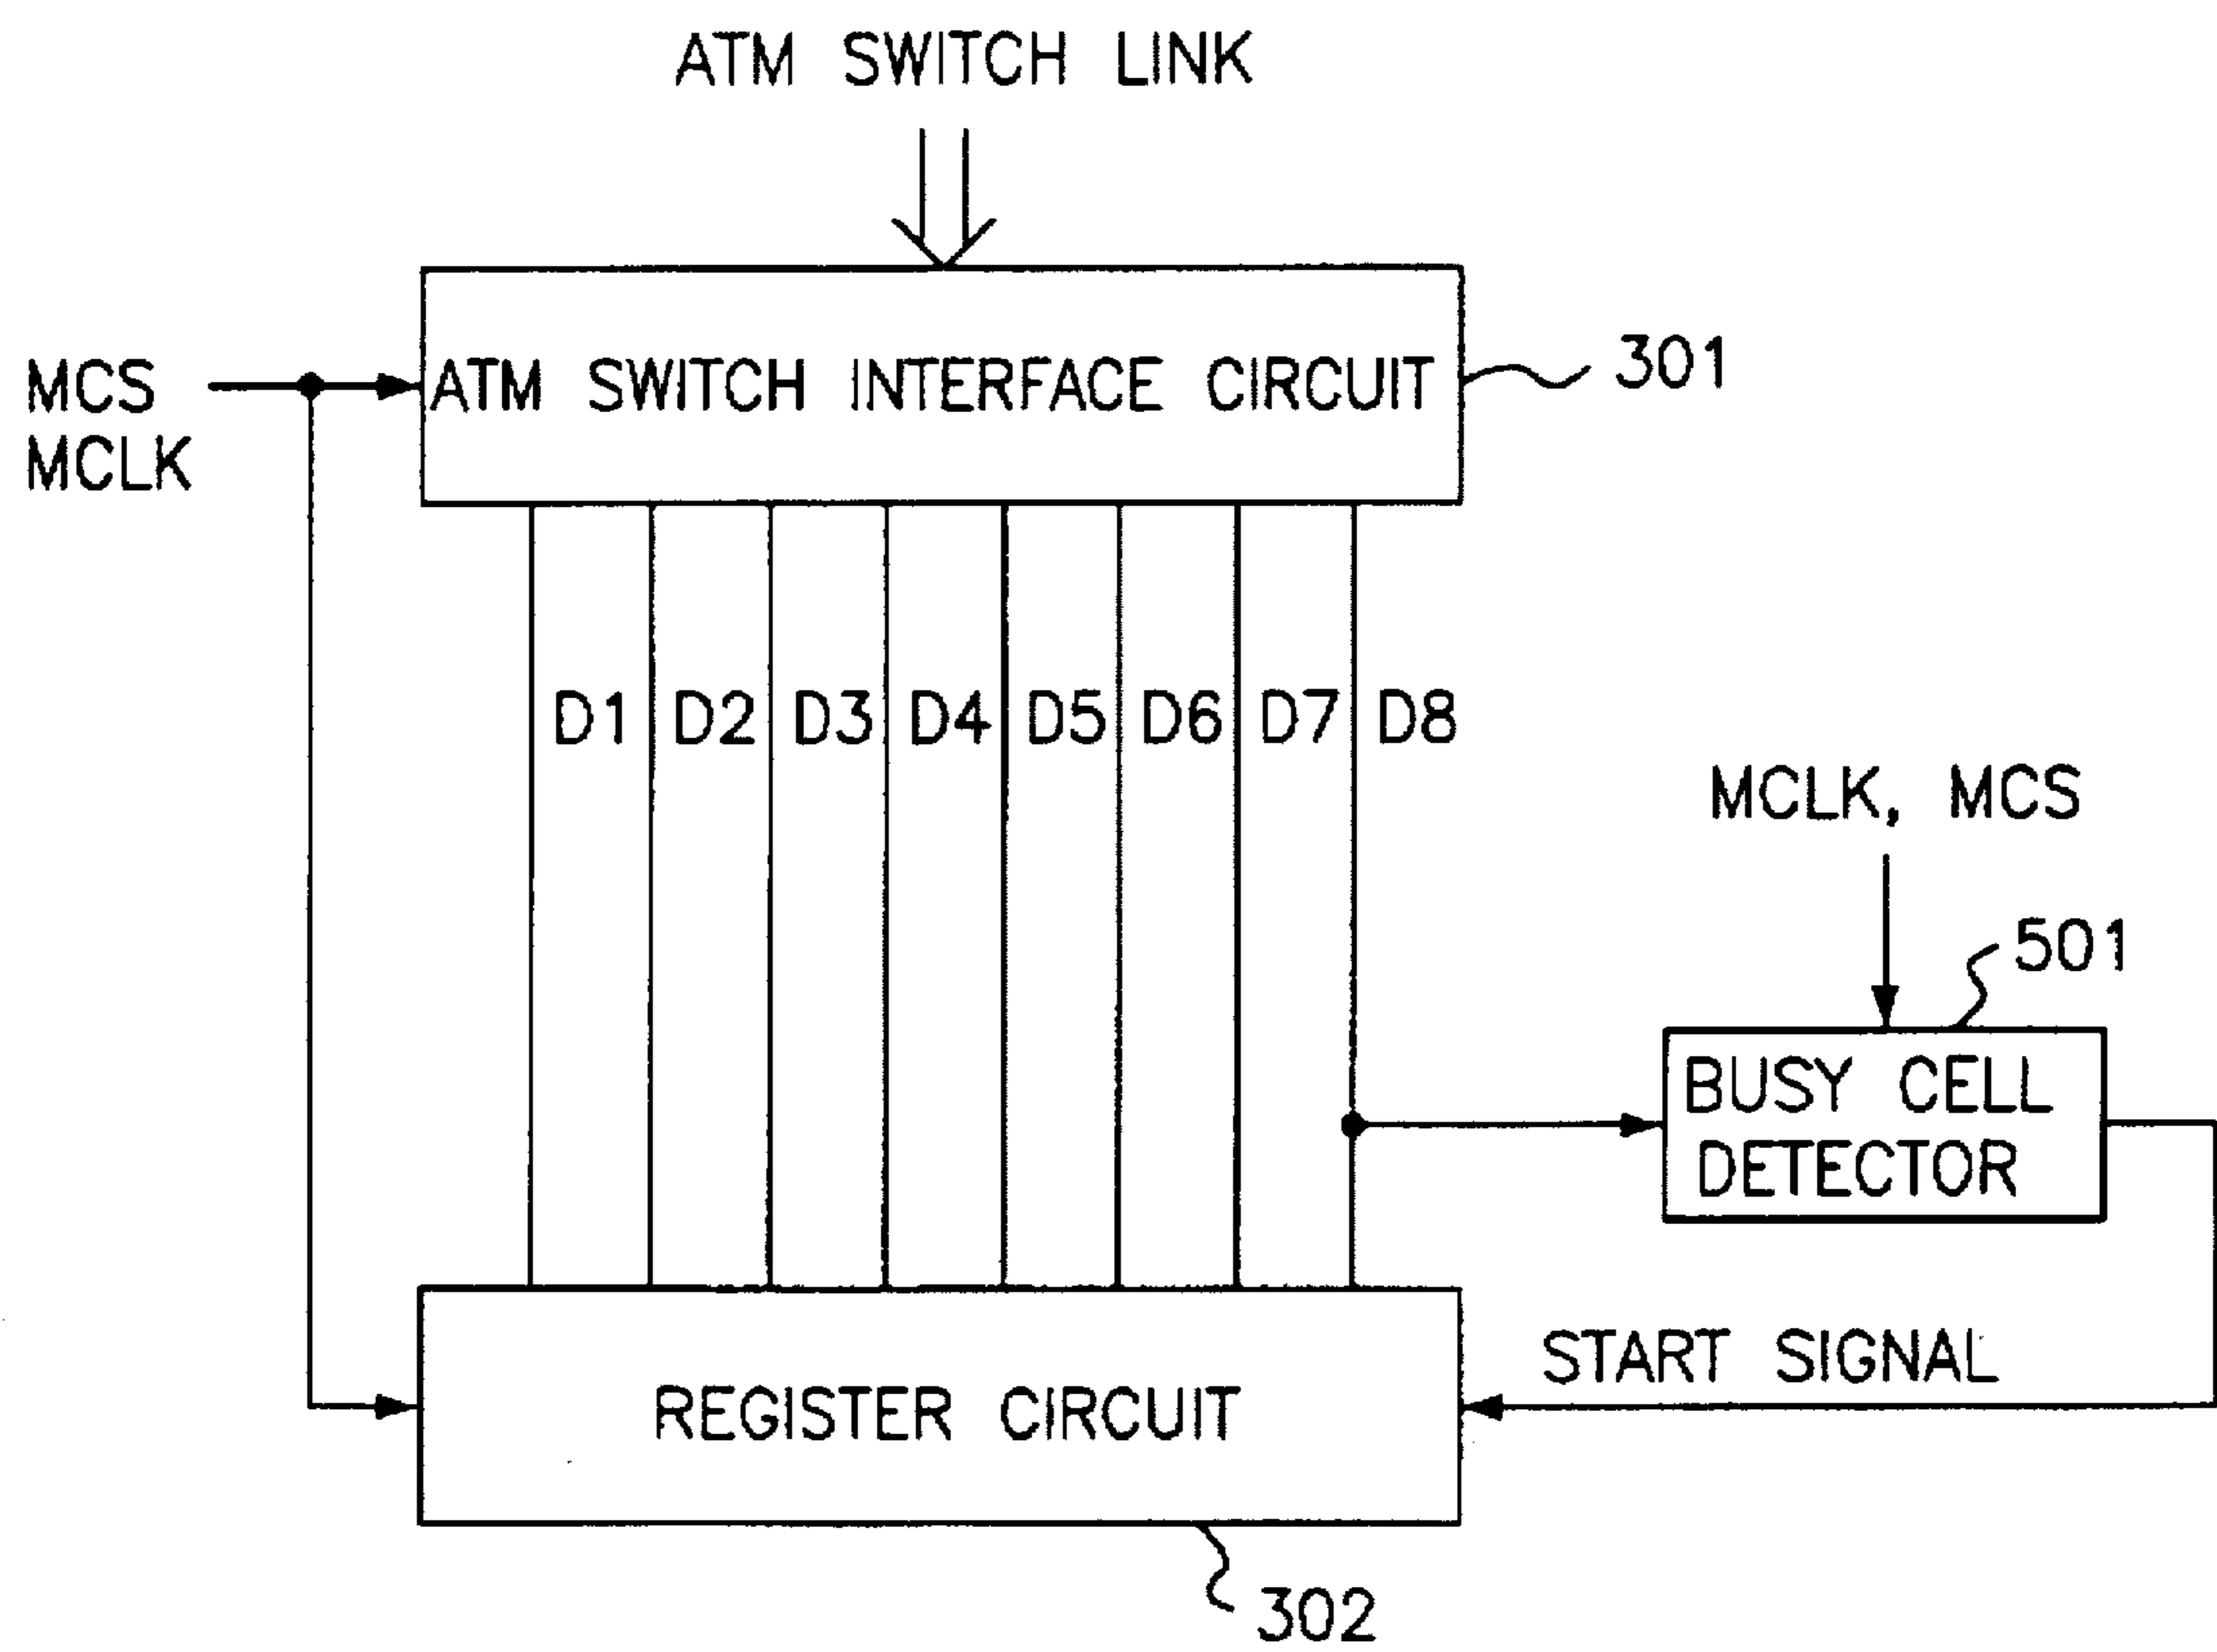 ATM SWITCH LINK
MCS
MCLK
ATM SWITCH INTERFACE CIRCUIT
301
D1 D2 D3 D4 D5 D6 D7 D8
MCLK, MCS
501
BUSY CELL
DETECTOR
START SIGNAL
REGISTER CIRCUIT
302